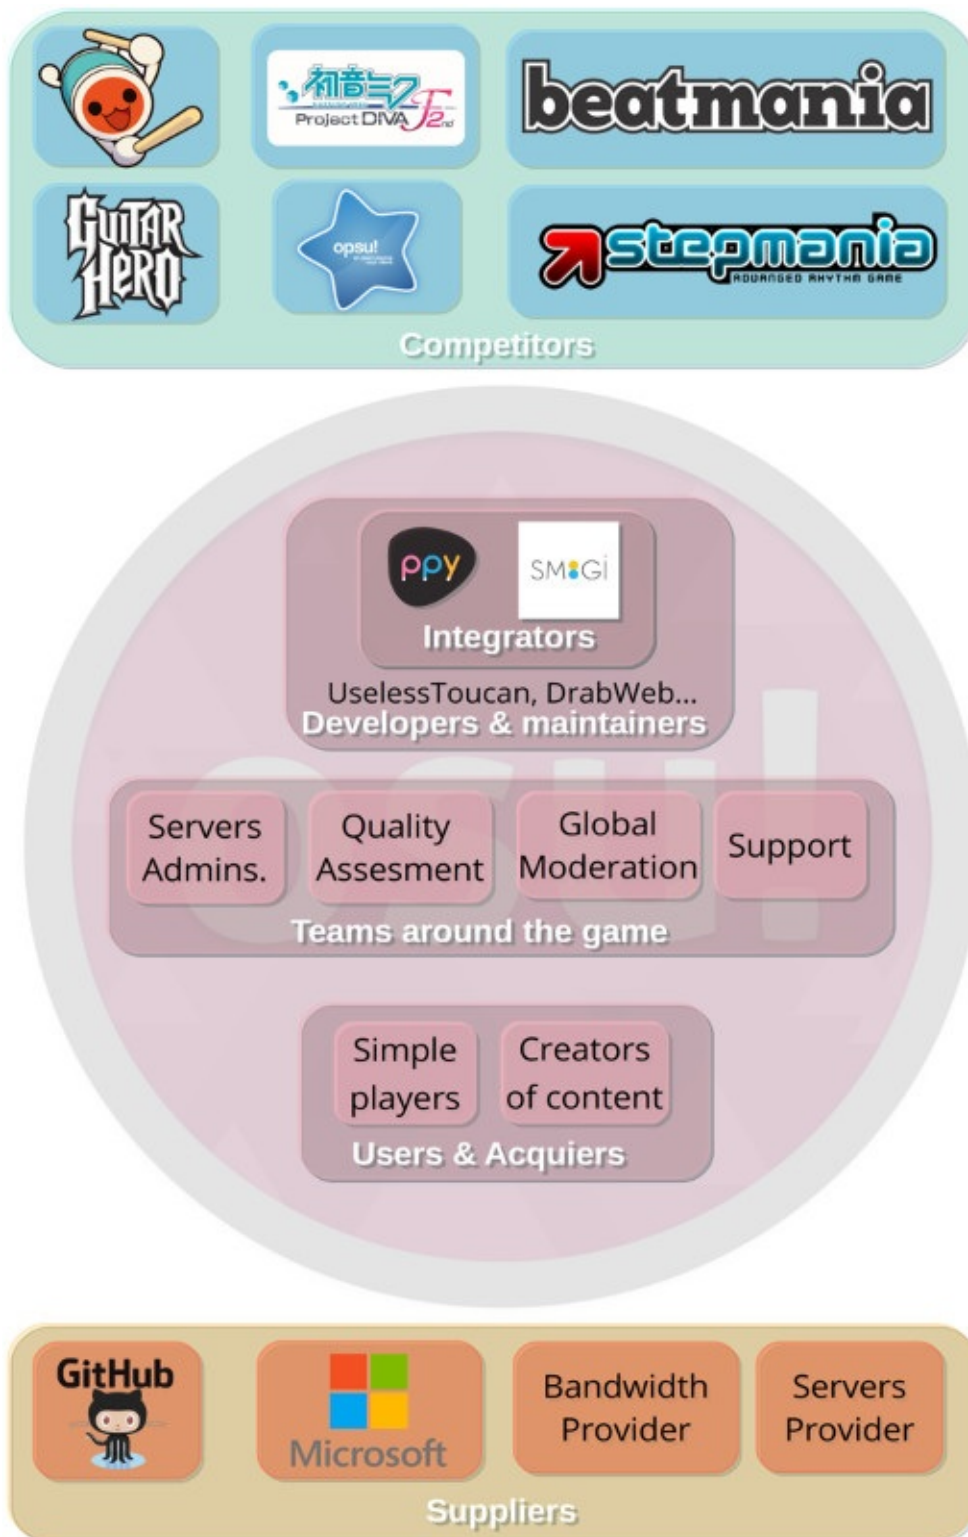 初音ミク
Project DIVA F 2nd
beatmania
GUITAR
HERO
opsu!
stepmania
ADVANCED RHYTHM GAME
Competitors
osu!
ppy
SMOGI
Integrators
UselessToucan, DrabWeb...
Developers & maintainers
Servers
Admins.
Quality
Assesment
Global
Moderation
Support
Teams around the game
Simple
players
Creators
of content
Users & Acquiers
GitHub
Microsoft
Bandwidth
Provider
Servers
Provider
Suppliers